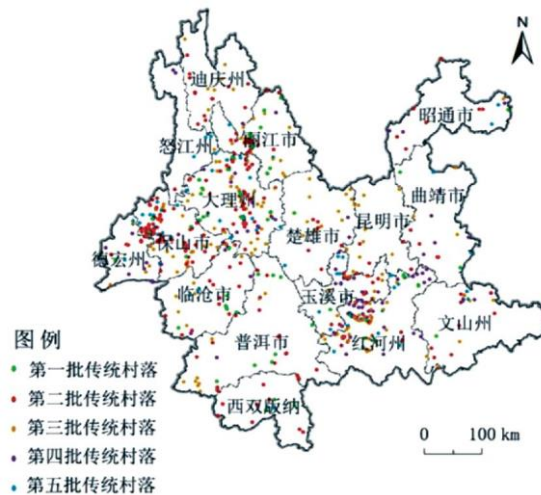 N
迪庆州
昭通市
怒江州
丽江市
大理州
曲靖市
昆明市
楚雄市
保山市
德宏州
临沧市
玉溪市
文山州
普洱市
红河州
西双版纳
图例
第一批传统村落
第二批传统村落
第三批传统村落
第四批传统村落
第五批传统村落
0 100 km